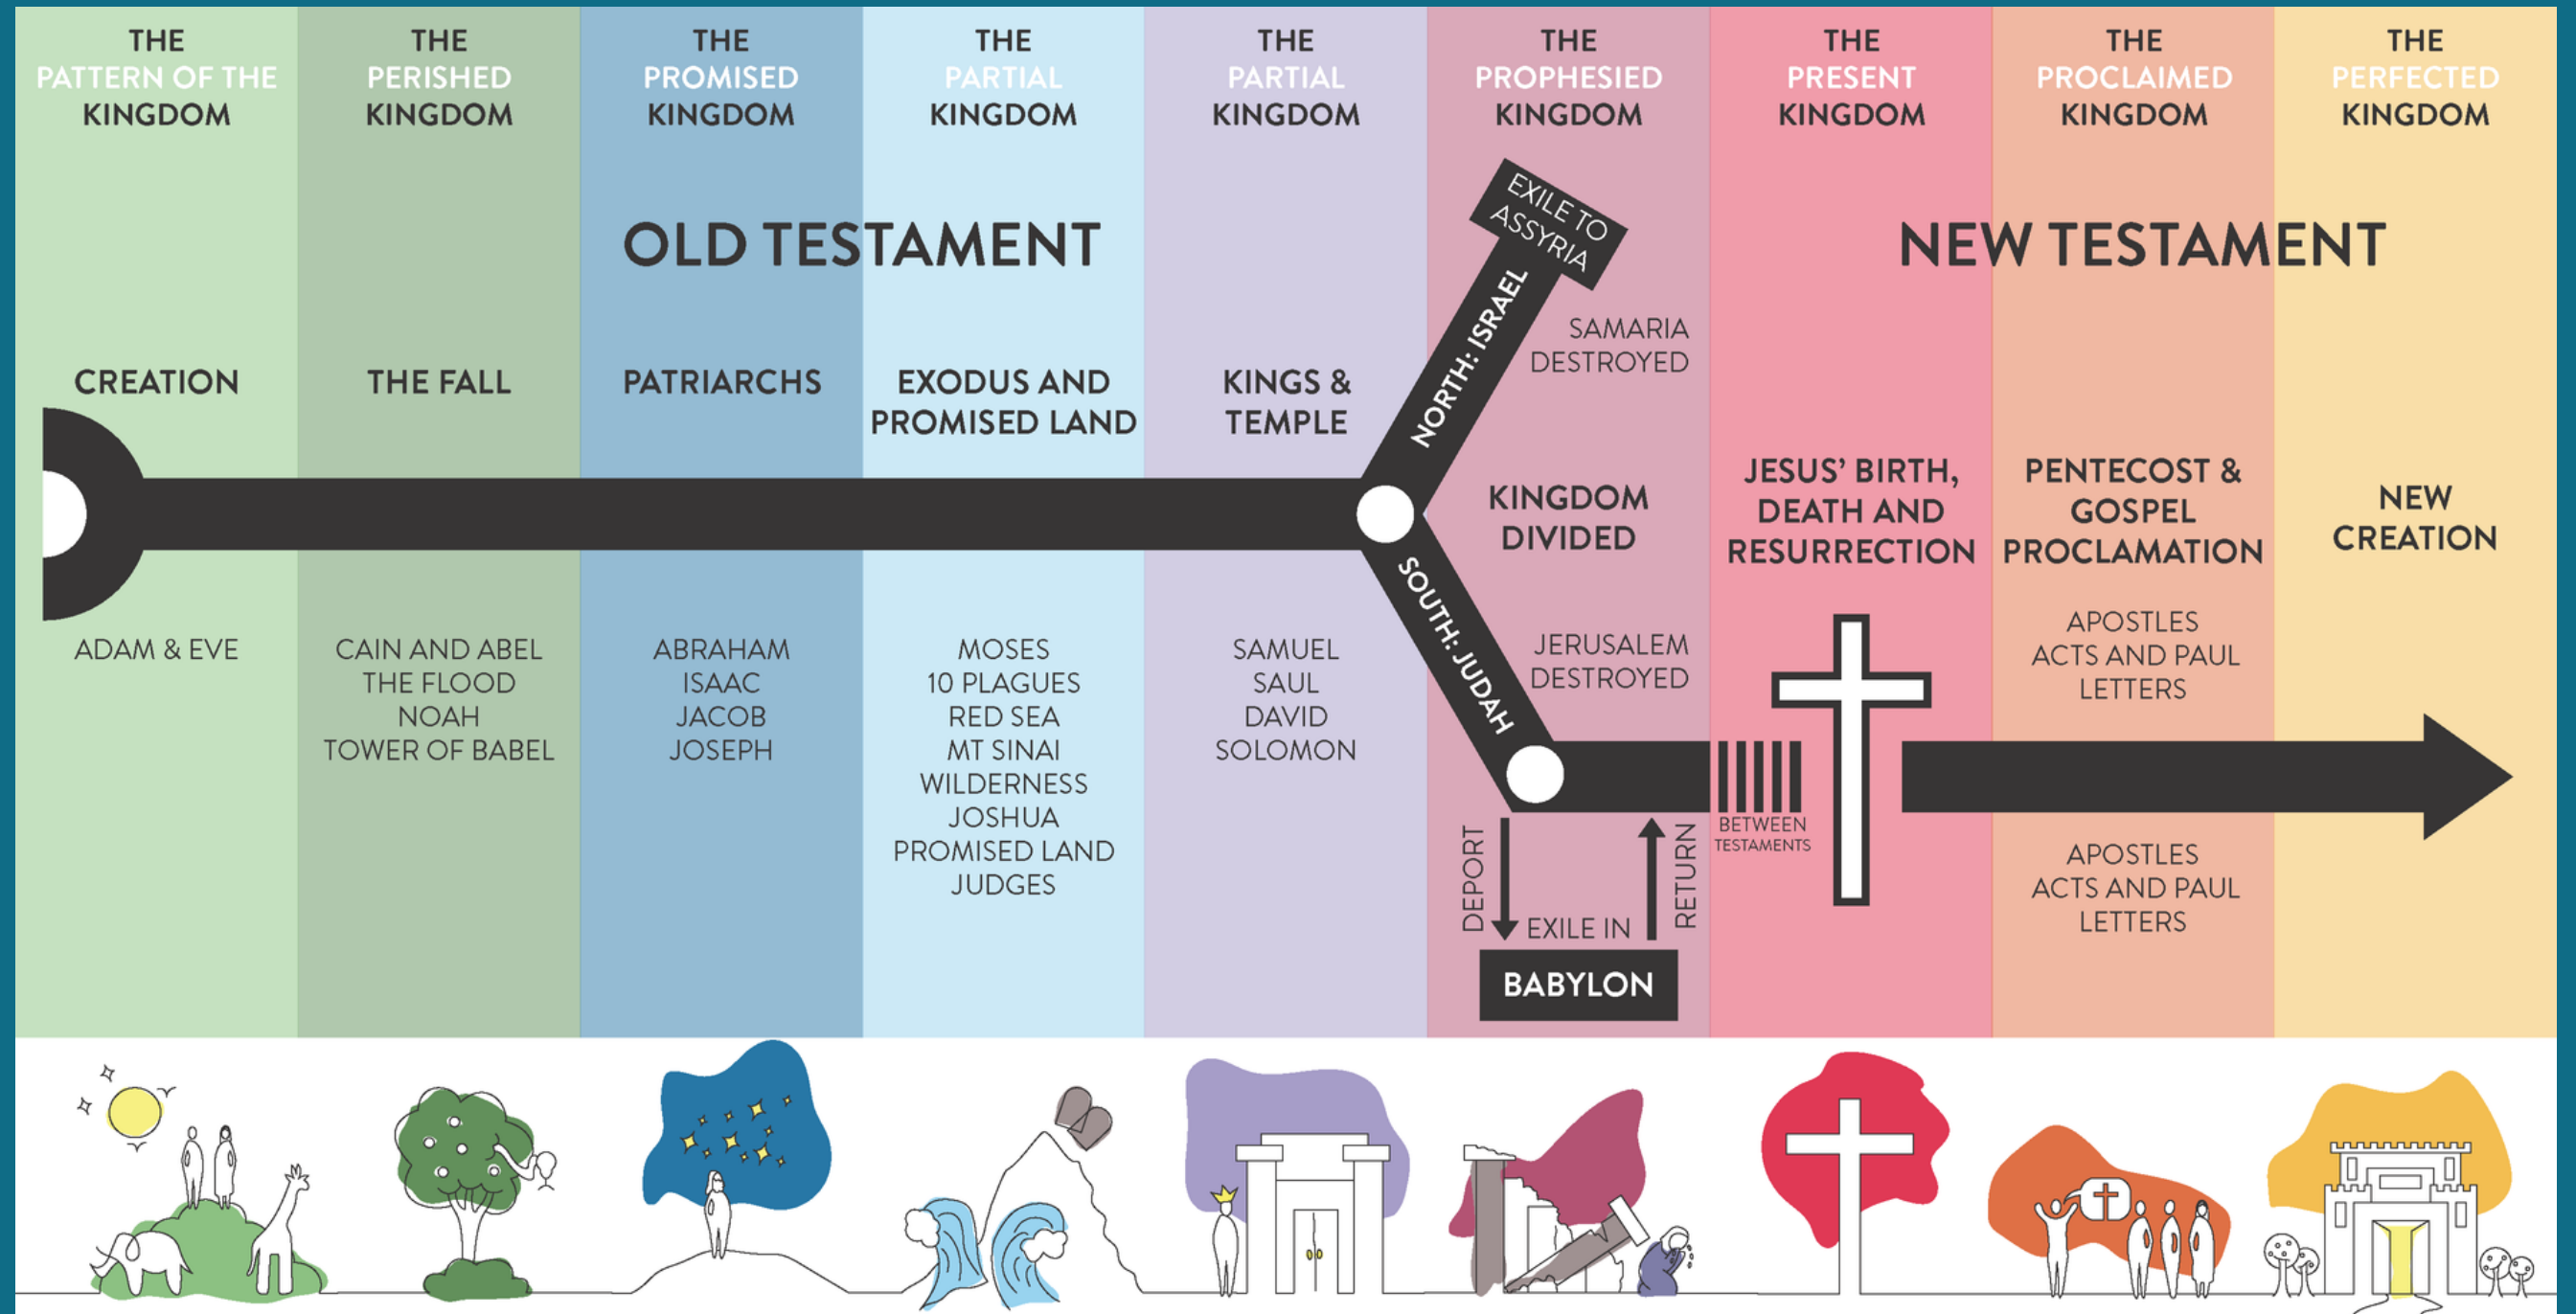 THE
PATTERN OF THE
KINGDOM
THE
PERISHED
KINGDOM
THE
PROMISED
KINGDOM
THE
PARTIAL
KINGDOM
THE
PARTIAL
KINGDOM
THE
PROPHESIED
KINGDOM
THE
PRESENT
KINGDOM
THE
PROCLAIMED
KINGDOM
THE
PERFECTED
KINGDOM
OLD TESTAMENT
NEW TESTAMENT
CREATION
ADAM & EVE
THE FALL
CAIN AND ABEL
THE FLOOD
NOAH
TOWER OF BABEL
PATRIARCHS
ABRAHAM
ISAAC
JACOB
JOSEPH
EXODUS AND
PROMISED LAND
MOSES
10 PLAGUES
RED SEA
MT SINAI
WILDERNESS
JOSHUA
PROMISED LAND
JUDGES
KINGS &
TEMPLE
SAMUEL
SAUL
DAVID
SOLOMON
EXILE TO
ASSYRIA
NORTH: ISRAEL
SAMARIA
DESTROYED
KINGDOM
DIVIDED
SOUTH: JUDAH
JERUSALEM
DESTROYED
DEPORT
EXILE IN
RETURN
BABYLON
BETWEEN
TESTAMENTS
JESUS’ BIRTH,
DEATH AND
RESURRECTION
PENTECOST &
GOSPEL
PROCLAMATION
APOSTLES
ACTS AND PAUL
LETTERS
APOSTLES
ACTS AND PAUL
LETTERS
NEW
CREATION